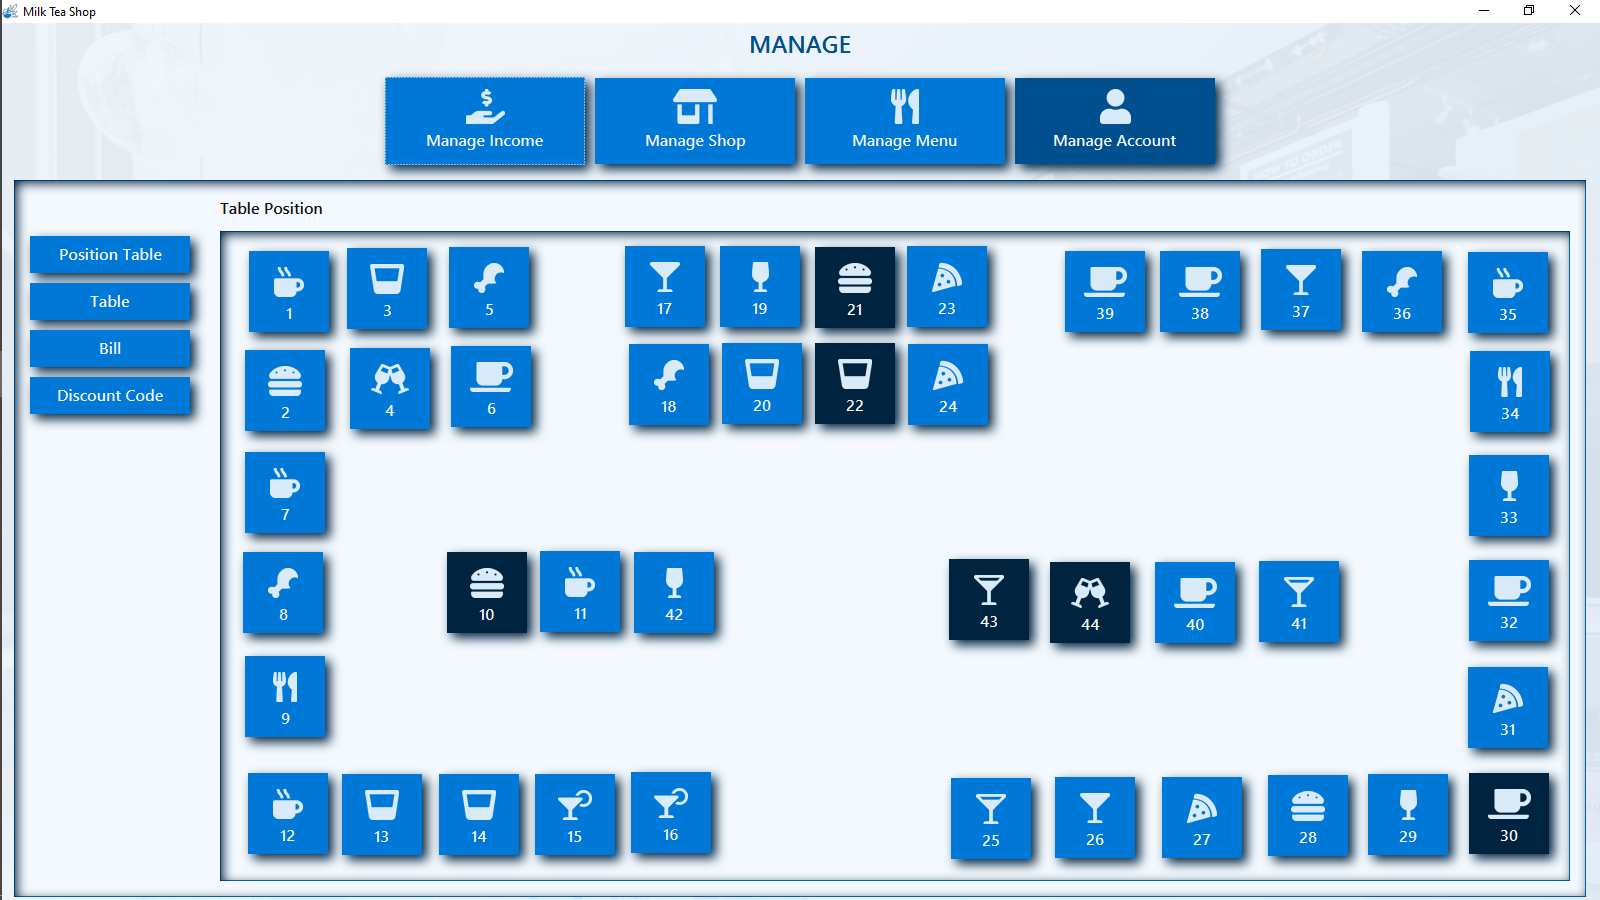 Milk Tea Shop
MANAGE
Manage Income
Manage Shop
Manage Menu
Manage Account
HOW TO ORDER
Position Table
Table
Bill
Discount Code
Table Position
1 3 5 17 19 21 23 39 38 37 36 35
2 4 6 18 20 22 24 34
7 33
8 10 11 42 43 44 40 41 32
9 31
12 13 14 15 16 25 26 27 28 29 30